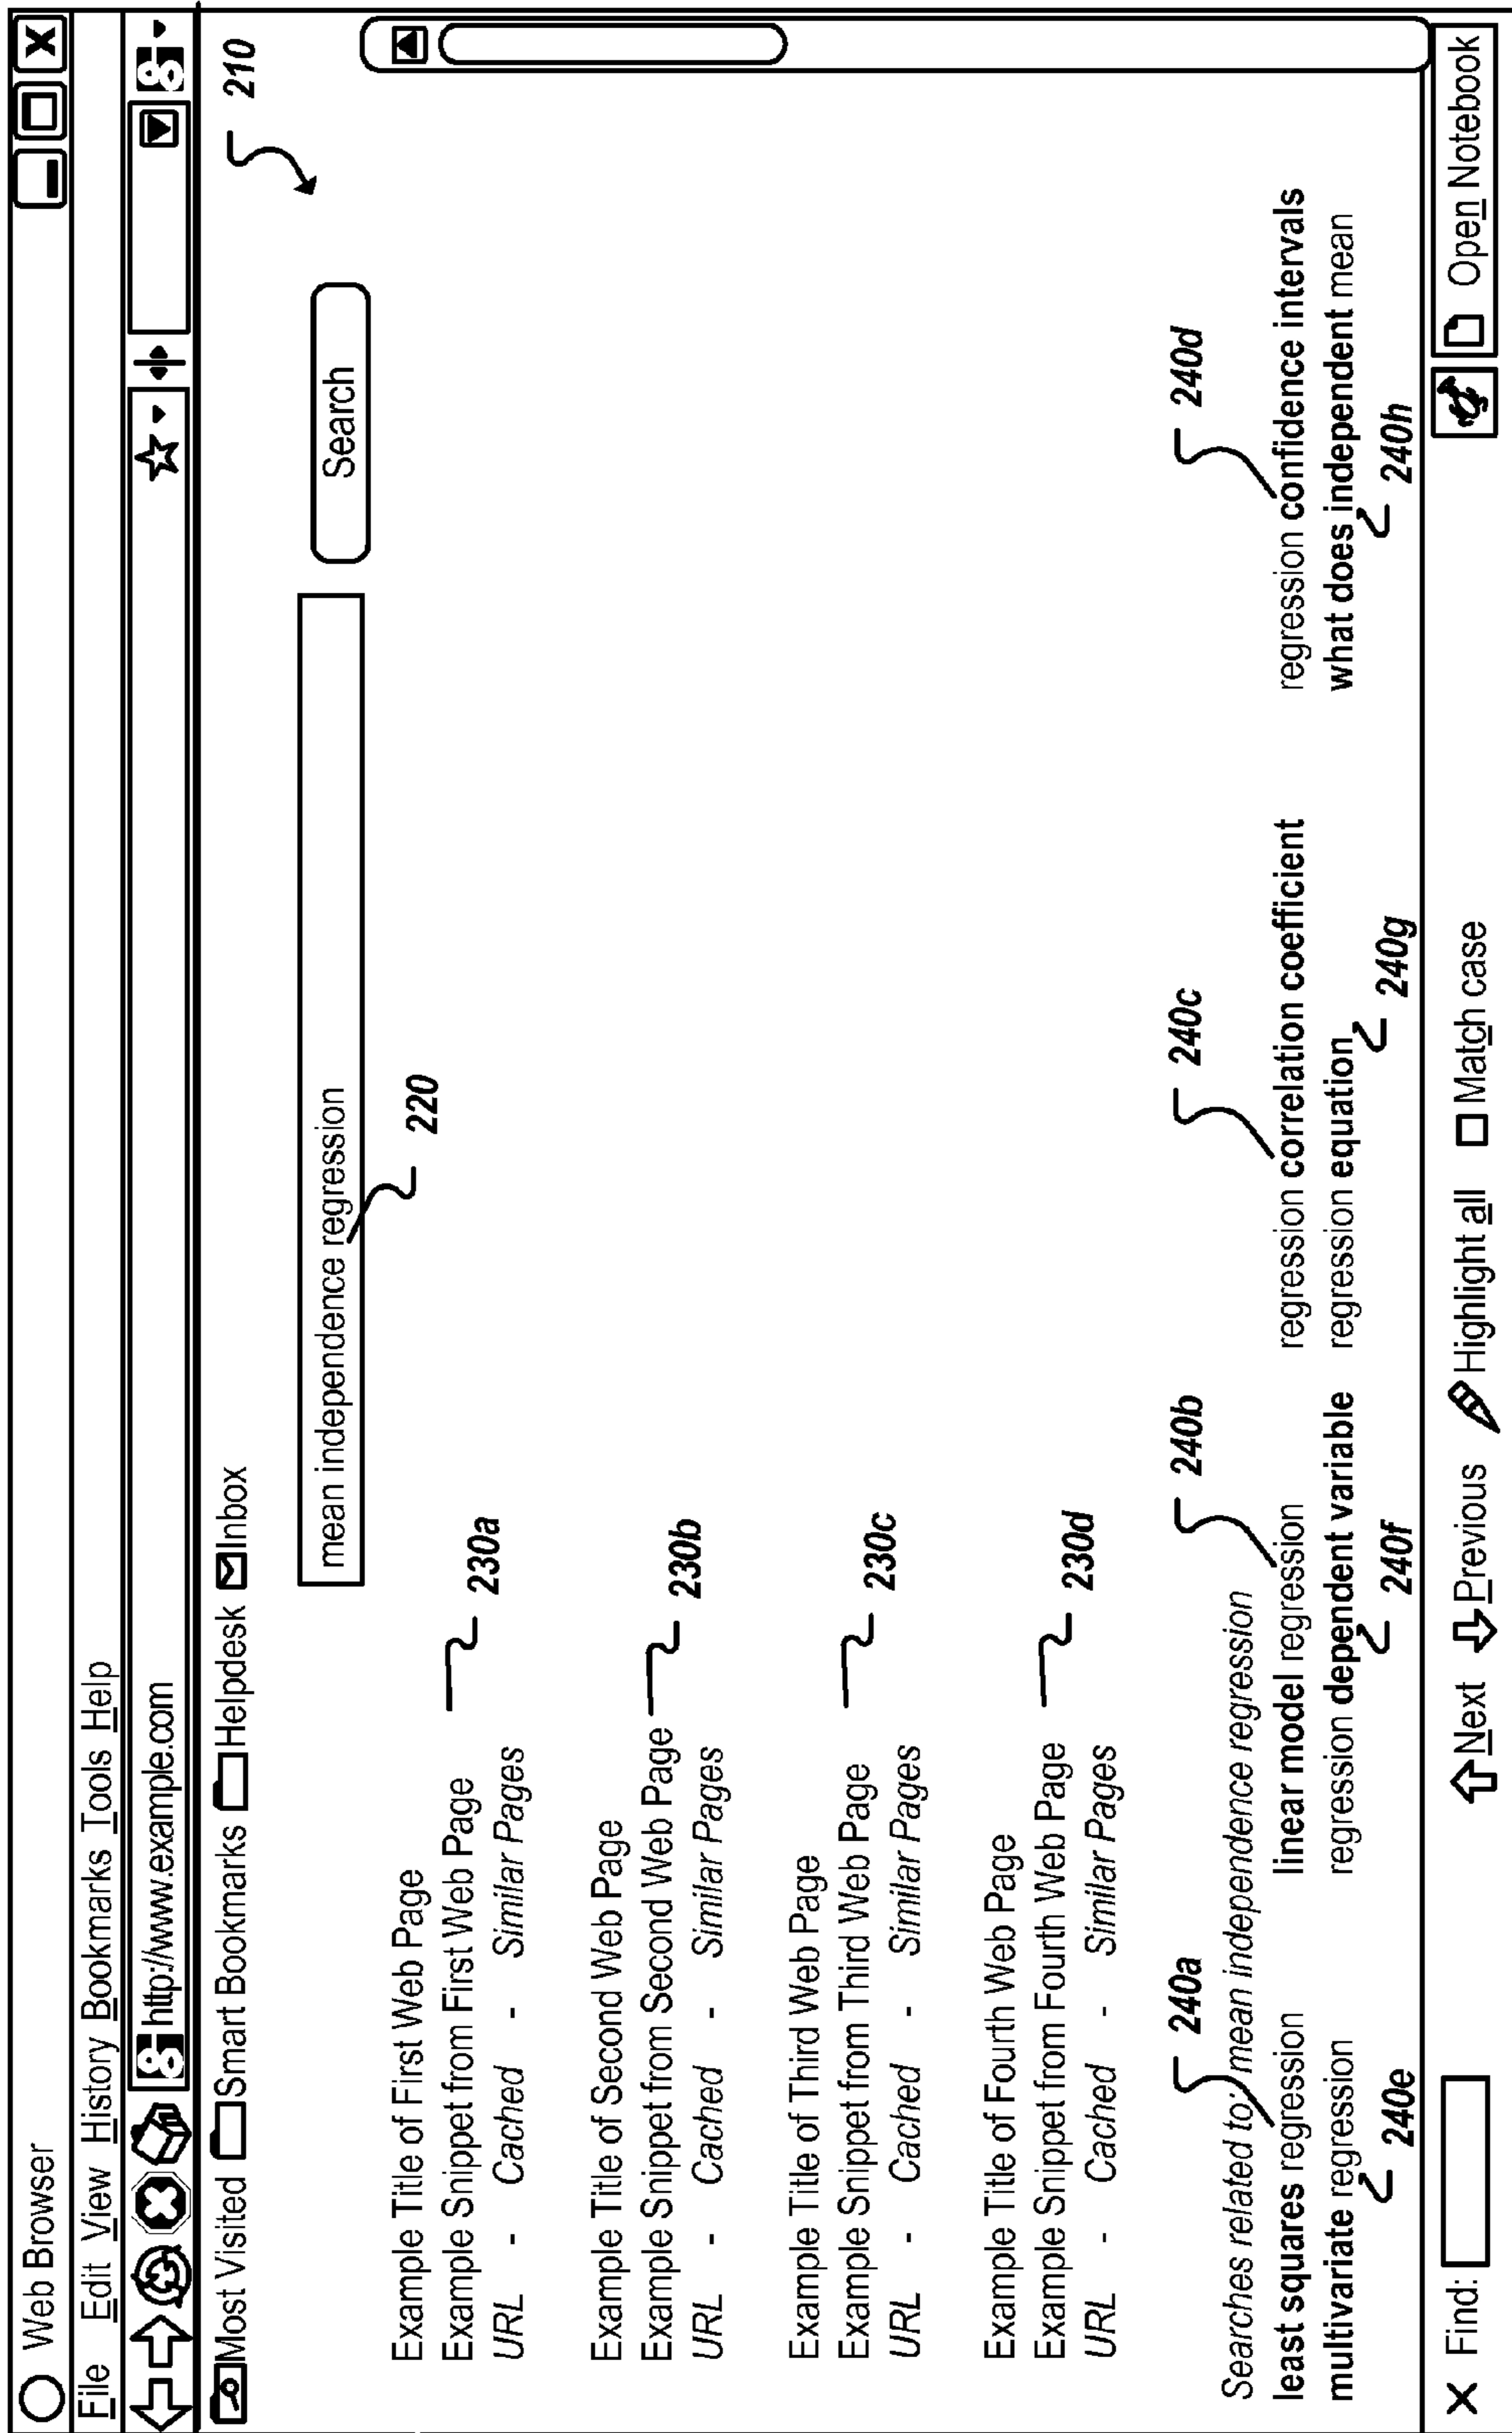 Web Browser
File Edit View History Bookmarks Tools Help
http://www.example.com
Most Visited Smart Bookmarks Helpdesk Inbox
210
mean independence regression Search
220
Example Title of First Web Page
Example Snippet from First Web Page 230a
URL - Cached - Similar Pages
Example Title of Second Web Page
Example Snippet from Second Web Page 230b
URL - Cached - Similar Pages
Example Title of Third Web Page
Example Snippet from Third Web Page 230c
URL - Cached - Similar Pages
Example Title of Fourth Web Page
Example Snippet from Fourth Web Page 230d
URL - Cached - Similar Pages
240a 240b 240c 240d
Searches related to: mean independence regression
least squares regression linear model regression regression correlation coefficient regression confidence intervals
multivariate regression regression dependent variable regression equation what does independent mean
240e 240f 240g 240h
X Find: Next Previous Highlight all Match case Open Notebook